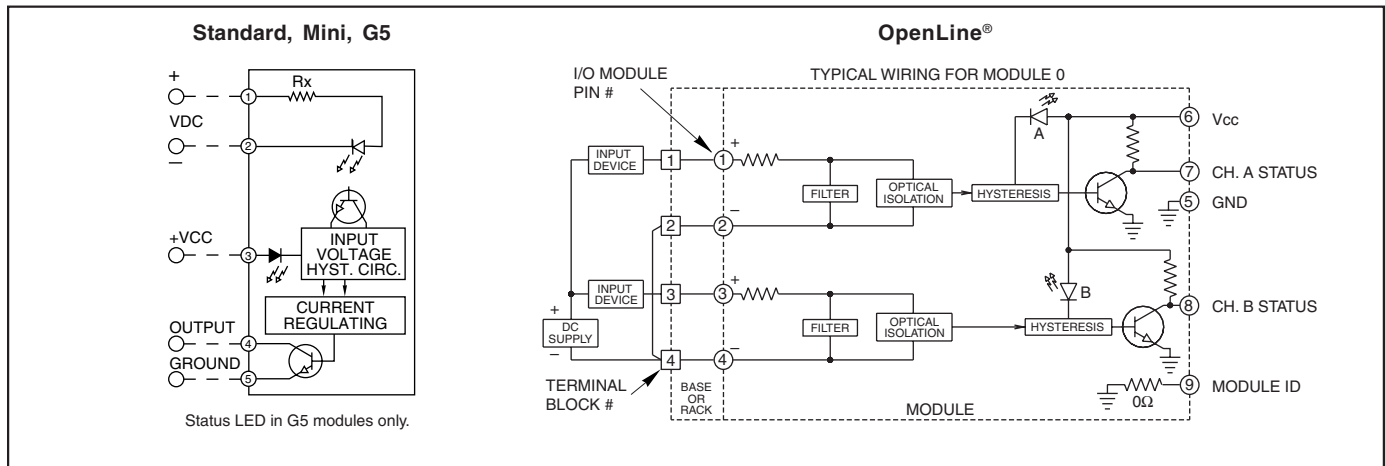 Standard, Mini, G5
+
Rx
1
VDC
2
–
+VCC
3
INPUT
VOLTAGE
HYST. CIRC.
CURRENT
REGULATING
OUTPUT
4
GROUND
5
Status LED in G5 modules only.
OpenLine®
I/O MODULE
PIN #
TYPICAL WIRING FOR MODULE 0
A
6
Vcc
INPUT
DEVICE
1
1
+
FILTER
OPTICAL
ISOLATION
HYSTERESIS
7
CH. A STATUS
5
GND
2
2
–
INPUT
DEVICE
3
3
+
B
FILTER
OPTICAL
ISOLATION
HYSTERESIS
8
CH. B STATUS
+
DC
SUPPLY
–
4
4
–
TERMINAL
BLOCK #
BASE
OR
RACK
MODULE
0Ω
9
MODULE ID